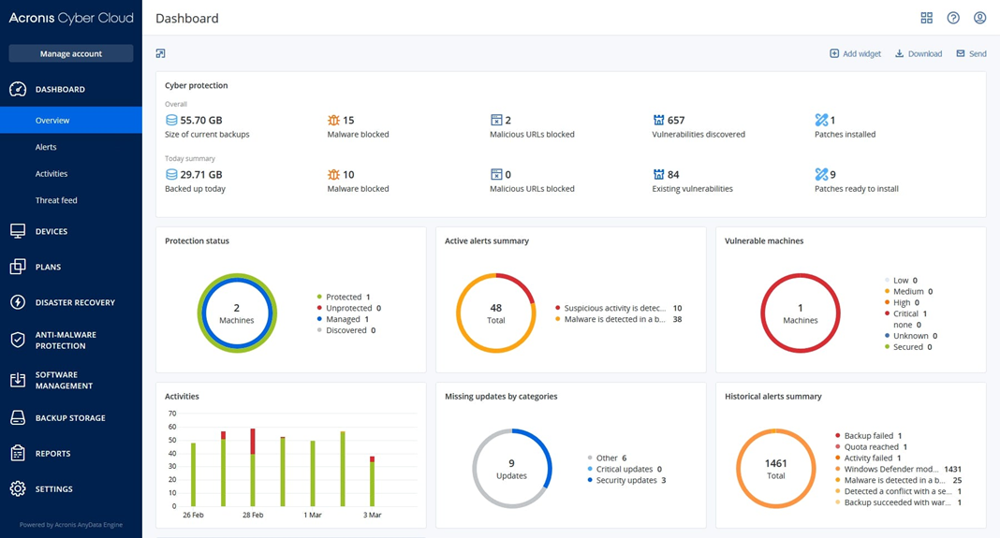 Acronis Cyber Cloud
Manage account
DASHBOARD
Overview
Alerts
Activities
Threat feed
DEVICES
PLANS
DISASTER RECOVERY
ANTI-MALWARE
PROTECTION
SOFTWARE
MANAGEMENT
BACKUP STORAGE
REPORTS
SETTINGS
Powered by Acronis AnyData Engine
Dashboard
Add widget Download Send
Cyber protection
Overall
55.70 GB 15 2 657 1
Size of current backups Malware blocked Malicious URLs blocked Vulnerabilities discovered Patches installed
Today summary
29.71 GB 10 0 84 9
Backed up today Malware blocked Malicious URLs blocked Existing vulnerabilities Patches ready to install
Protection status
2
Machines
Protected 1
Unprotected 0
Managed 1
Discovered 0
Active alerts summary
48
Total
Suspicious activity is detec... 10
Malware is detected in a b... 38
Vulnerable machines
1
Machines
Low 0
Medium 0
High 0
Critical 1
none 0
Unknown 0
Secured 0
Activities
70
60
50
40
30
20
10
0
26 Feb 28 Feb 1 Mar 3 Mar
Missing updates by categories
9
Updates
Other 6
Critical updates 0
Security updates 3
Historical alerts summary
1461
Total
Backup failed 1
Quota reached 1
Activity failed 1
Windows Defender mod... 1431
Malware is detected in a b... 25
Detected a conflict with a se... 1
Backup succeeded with war... 1